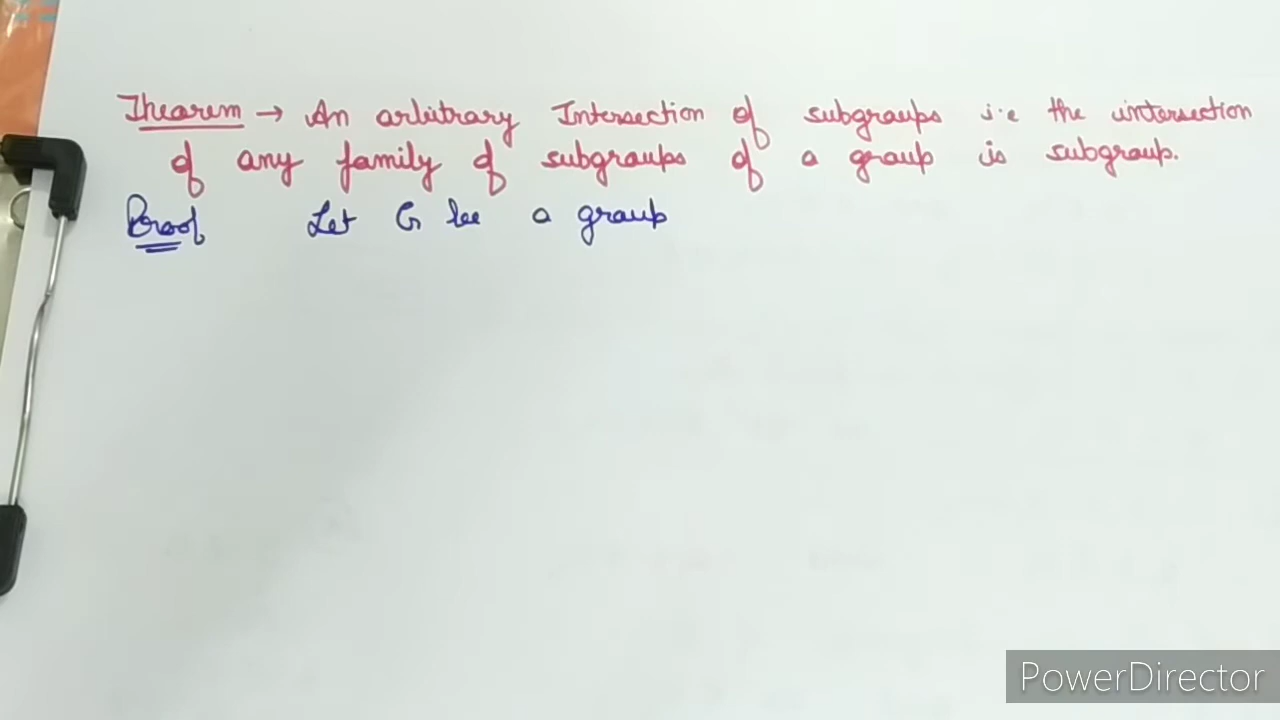 Theorem → An arbitrary Intersection of subgroups i.e the intersection
of any family of subgroups of a group is subgroup.
Proof Let G be a group
PowerDirector